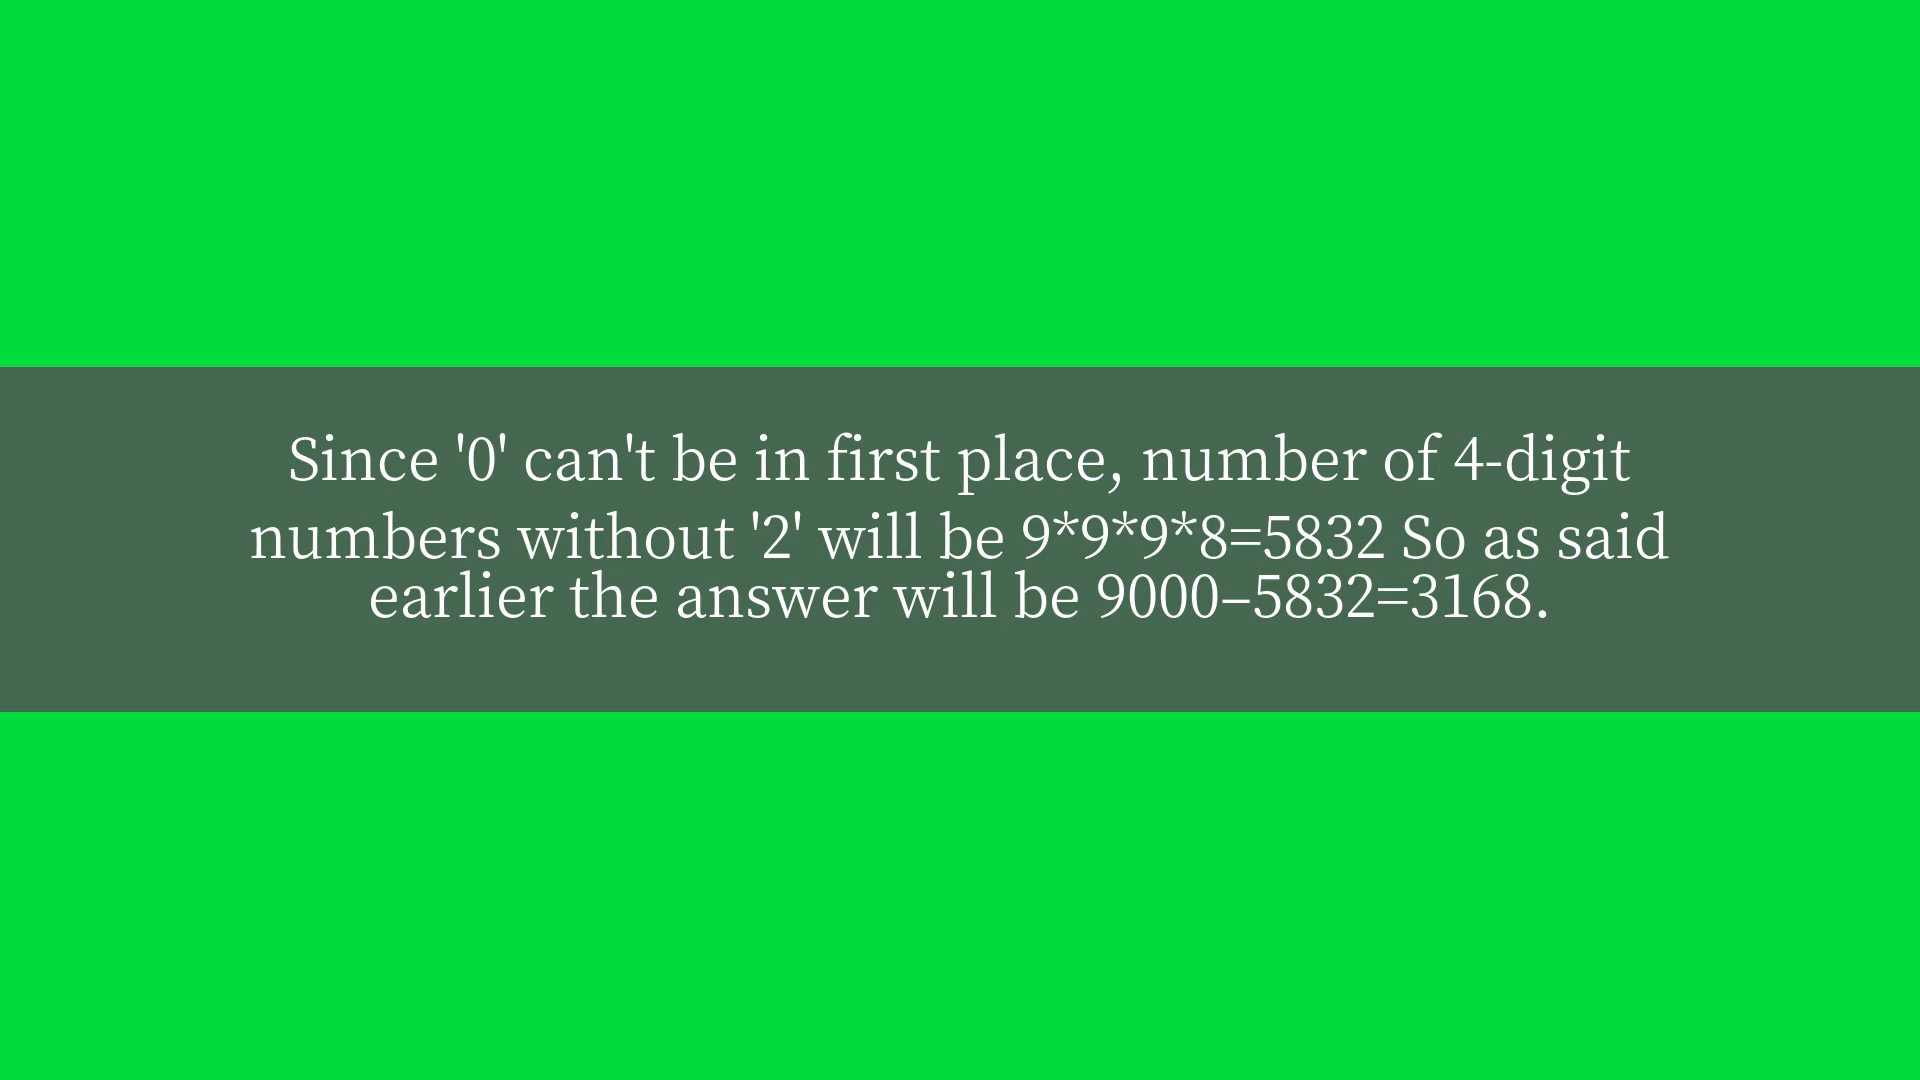 Since '0' can't be in first place, number of 4-digit
numbers without '2' will be 9*9*9*8=5832 So as said
earlier the answer will be 9000–5832=3168.